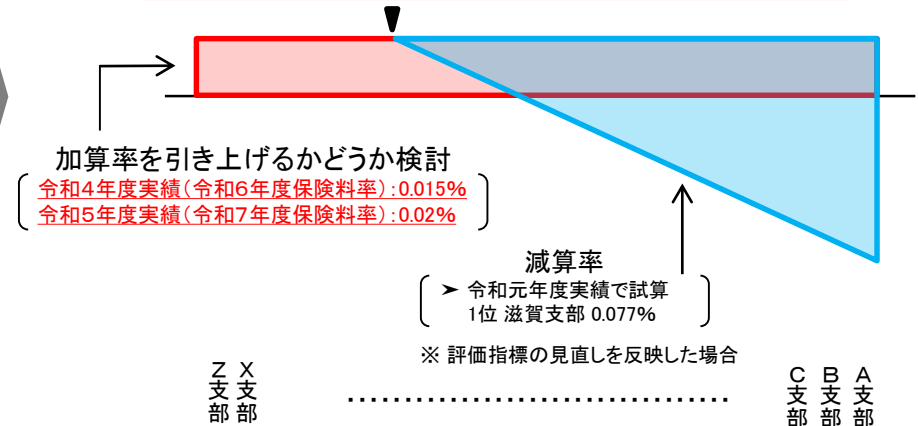 加算率を引き上げるかどうか検討
令和4年度実績(令和6年度保険料率):0.015%
令和5年度実績(令和7年度保険料率):0.02%
減算率
➤ 令和元年度実績で試算
1位 滋賀支部 0.077%
※ 評価指標の見直しを反映した場合
Z支部
X支部
………………………………
C支部
B支部
A支部